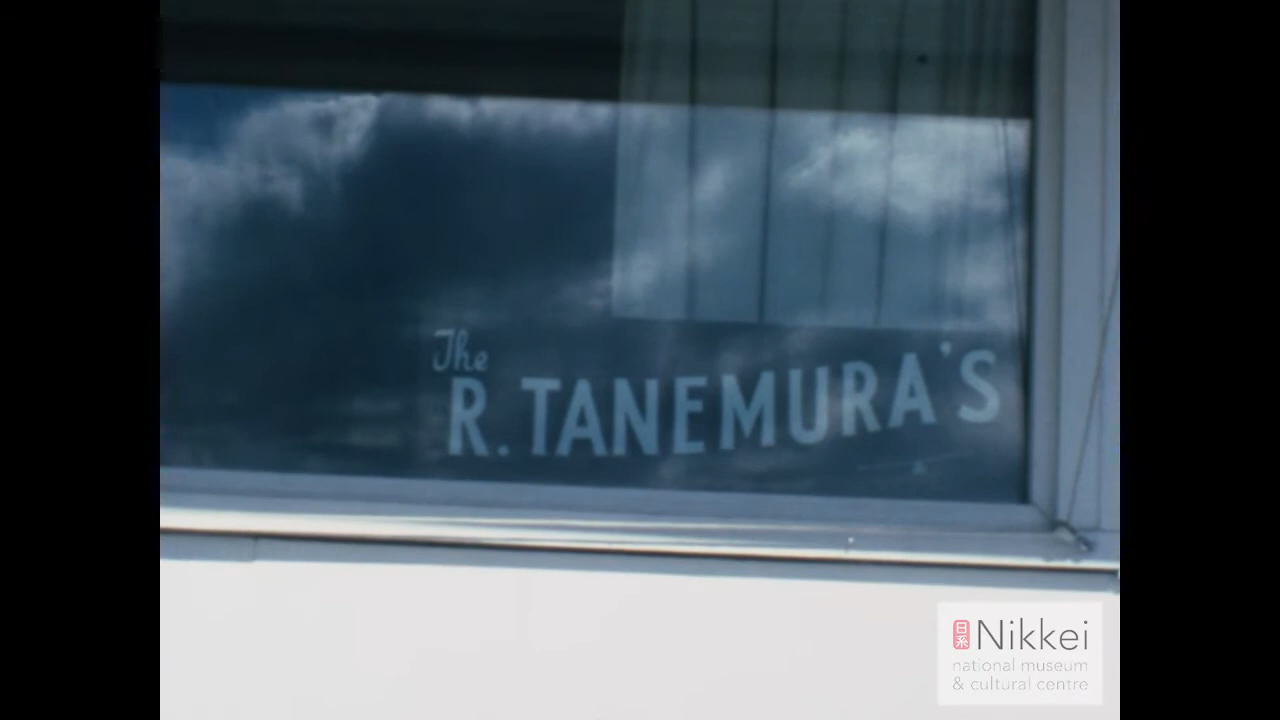 The
R. TANEMURA'S
日系 Nikkei
national museum
& cultural centre